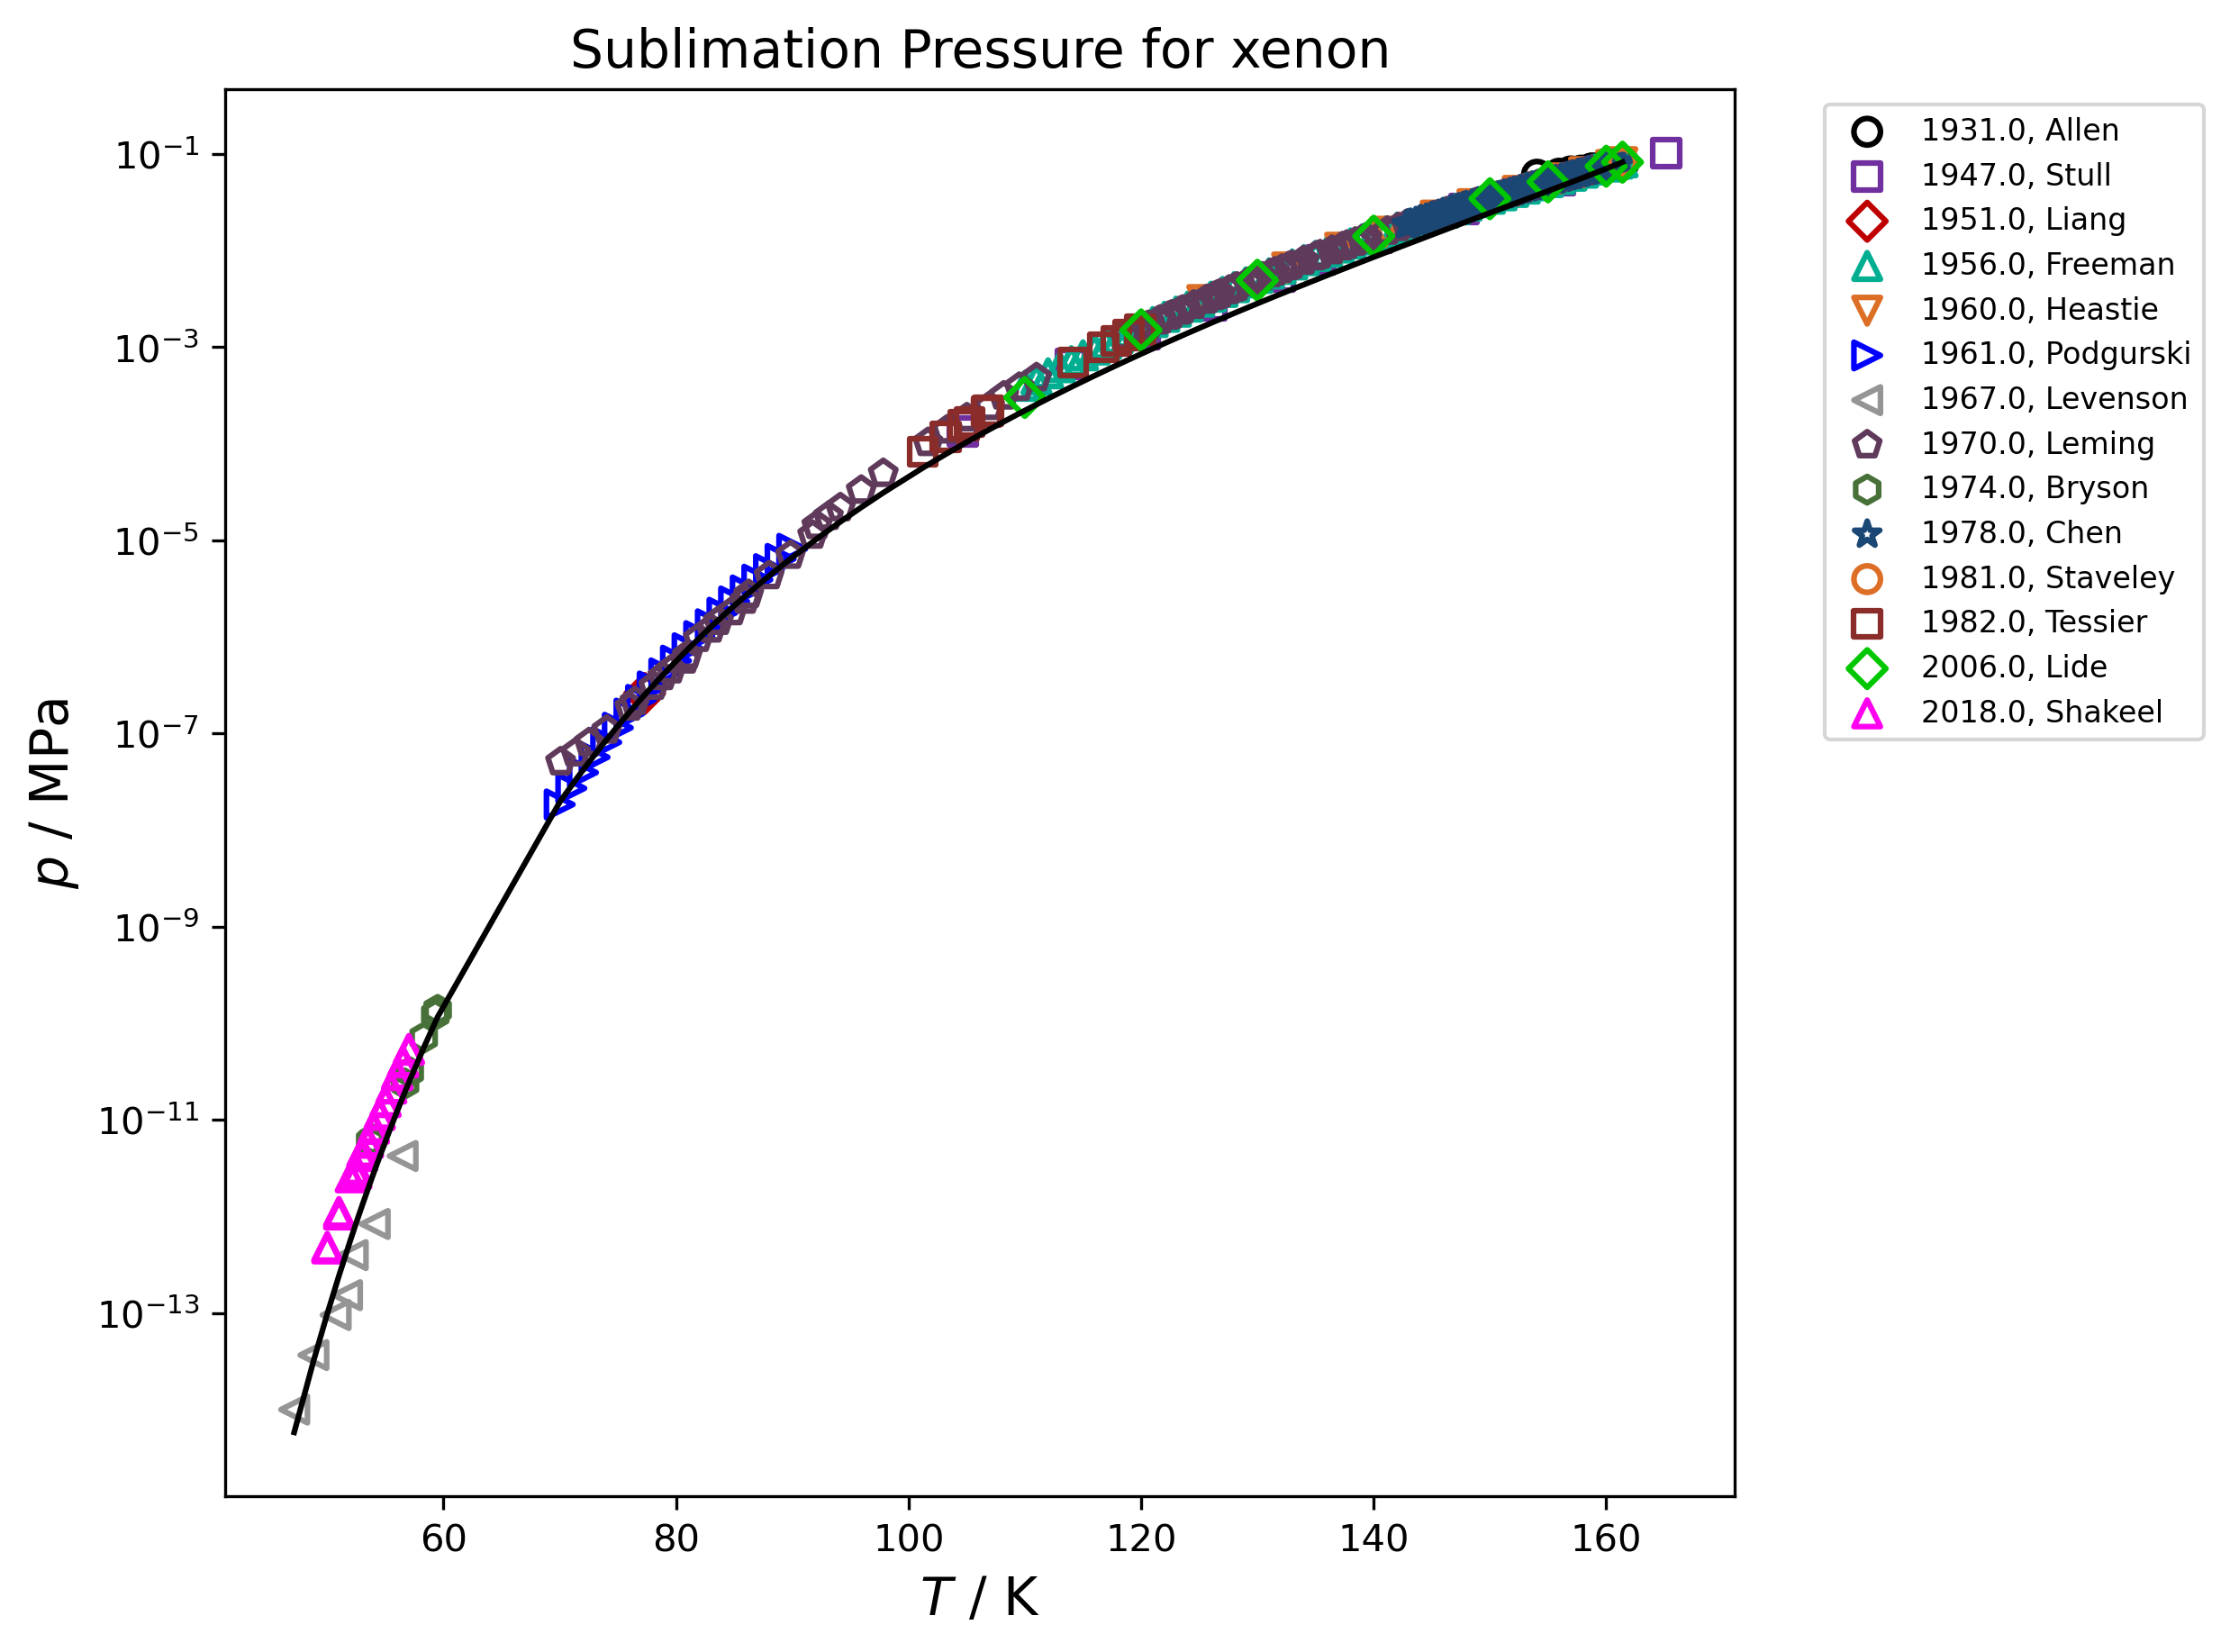 Sublimation Pressure for xenon
p / MPa
10⁻¹
10⁻³
10⁻⁵
10⁻⁷
10⁻⁹
10⁻¹¹
10⁻¹³
60 80 100 120 140 160
T / K
1931.0, Allen
1947.0, Stull
1951.0, Liang
1956.0, Freeman
1960.0, Heastie
1961.0, Podgurski
1967.0, Levenson
1970.0, Leming
1974.0, Bryson
1978.0, Chen
1981.0, Staveley
1982.0, Tessier
2006.0, Lide
2018.0, Shakeel